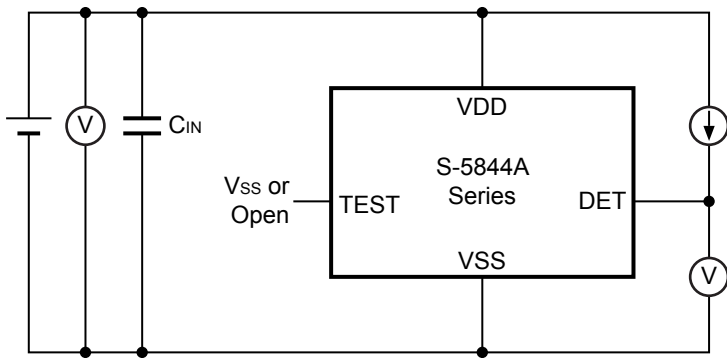 V
CIN
VDD
S-5844A
Series
VSS or
Open
TEST
DET
VSS
V